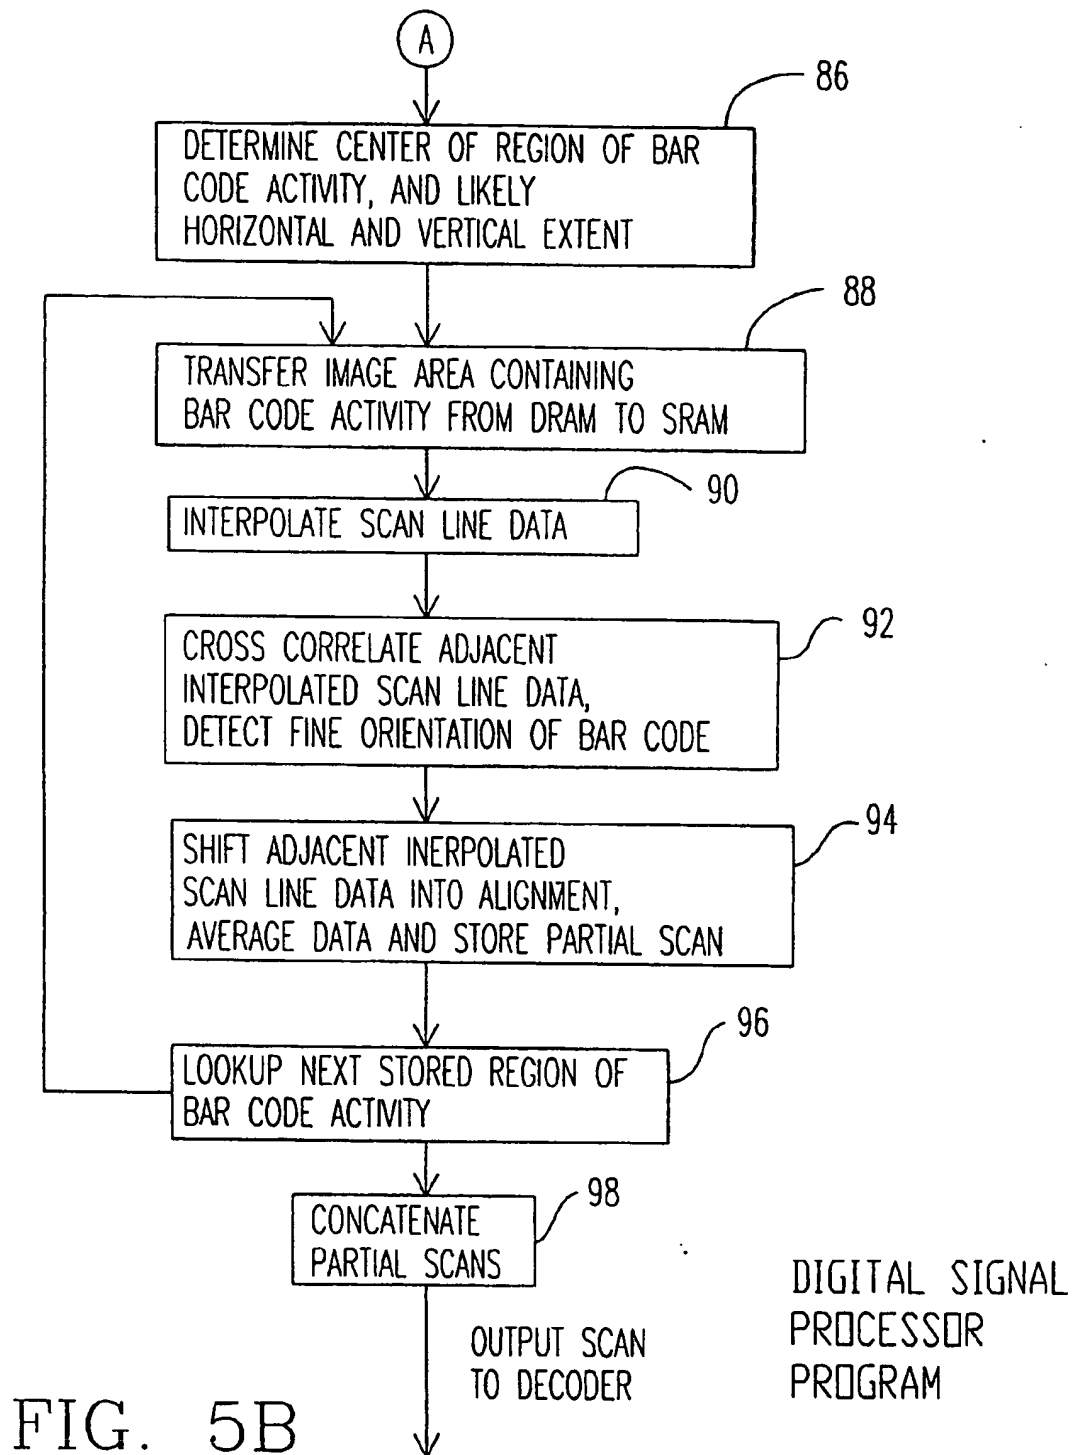 A
86
DETERMINE CENTER OF REGION OF BAR
CODE ACTIVITY, AND LIKELY
HORIZONTAL AND VERTICAL EXTENT
88
TRANSFER IMAGE AREA CONTAINING
BAR CODE ACTIVITY FROM DRAM TO SRAM
90
INTERPOLATE SCAN LINE DATA
92
CROSS CORRELATE ADJACENT
INTERPOLATED SCAN LINE DATA,
DETECT FINE ORIENTATION OF BAR CODE
94
SHIFT ADJACENT INERPOLATED
SCAN LINE DATA INTO ALIGNMENT,
AVERAGE DATA AND STORE PARTIAL SCAN
96
LOOKUP NEXT STORED REGION OF
BAR CODE ACTIVITY
98
CONCATENATE
PARTIAL SCANS
OUTPUT SCAN
TO DECODER
DIGITAL SIGNAL
PROCESSOR
PROGRAM
FIG. 5B